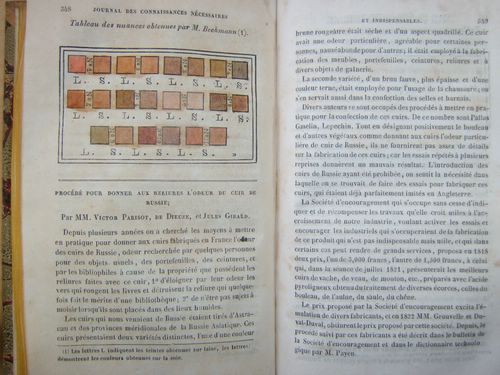 348 JOURNAL DES CONNAISSANCES NÉCESSAIRES
Tableau des nuances obtenues par M. Beckmann (1).
L. S. L. S. L. S.
L. S. L. S. L. S.
L. S. L. S. »
PROCÉDÉ POUR DONNER AUX RELIURES L'ODEUR DU CUIR DE
RUSSIE;
Par MM. VICTOR PARISOT, DE DIEUZE, et JULES GIRALD.
Depuis plusieurs années on a cherché les moyens à mettre
en pratique pour donner aux cuirs fabriqués en France l'odeur
des cuirs de Russie, odeur recherchée par quelques personnes
pour des objets usuels, des portefeuilles, des ceintures, et
par les bibliophiles à cause de la propriété que possèdent les
reliures faites avec ce cuir, 1° d'éloigner par leur odeur les
vers qui rongent les livres et détruisent la reliure qui quelque-
fois fait le mérite d'une bibliothèque; 2° de n'être pas sujets à
moisir lorsqu'ils sont placés dans des lieux humides.
Les cuirs qui nous venaient de Russie étaient tirés d'Astra-
can et des provinces méridionales de la Russie Asiatique. Ces
cuirs présentaient deux variétés distinctes, l'une d'une couleur
(1) Les lettres L indiquent les teintes obtenues sur laine, les lettres
démontrent les couleurs obtenues sur la soie.
ET INDISPENSABLES. 349
brune rougeâtre était sèche et d'un aspect quadrillé. Ce cuir
avait une odeur particulière, agréable pour certaines person-
nes, nauséabonde pour d'autres; il était employé à la fabrica-
tion des meubles, portefeuilles, ceintures, reliures et à
divers objets de gaînerie.
La seconde variété, d'un brun fauve, plus épaisse et d'une
couleur terne, était employée pour l'usage de la chaussure; ou
s'en servait aussi dans la confection des selles et harnais.
Divers auteurs se sont occupés des procédés à mettre en pra-
tique pour la confection de ces cuirs. De ce nombre sont Pallas
Gmelin, Lepechin. Tout en désignant positivement le bouleau
et d'autres végétaux comme donnant aux cuirs l'odeur particu-
lière de cuir de Russie, ils ne fournirent pas assez de détails
sur la fabrication de ces cuirs; car les essais répétés à plusieurs
reprises donnèrent un mauvais résultat. L'introduction des
cuirs de Russie ayant été prohibée, on sentit la nécessité dans
laquelle on se trouvait de faire des essais pour fabriquer ces
cuirs, qui étaient déjà parfaitement imités en Angleterre.
La Société d'encouragement qui s'occupe sans cesse d'indi-
quer et de récompenser les travaux qu'elle croit utiles à l'ac-
croissement de notre industrie, voulant activer les essais et
encourager les industriels qui s'occuperaient de la fabrication
de ce produit qui n'est pas indispensable mais utile, et qui dans
certains cas peut rendre de grands services, proposa en 1818
deux prix, l'un de 3,000 francs, l'autre de 1,500 francs, à celui
qui, dans la séance de juillet 1821, présenterait les meilleurs
cuirs de vache, de veau, de mouton, etc., préparés avec l'acide
pyroligneux obtenu du traitement de diverses écorces, celles du
bouleau, de l'aulne, du saule, du chêne.
Le prix proposé par la Société d'encouragement excita l'é-
mulation de divers fabricants, et en 1822 MM. Grouvelle et Du-
val-Duval, obtinrent le prix proposé par cette société. Depuis, le
procédé suivi par ces fabricants a été décrit dans le bulletin de
la Société d'encouragement et dans le dictionnaire technolo-
gique par M. Payen.